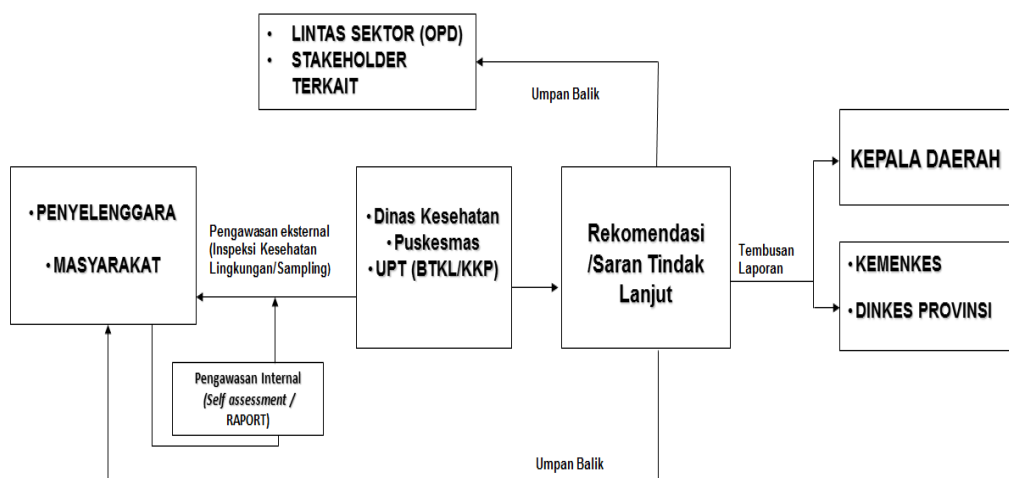 • LINTAS SEKTOR (OPD)
• STAKEHOLDER
TERKAIT
Umpan Balik
KEPALA DAERAH
• PENYELENGGARA
• MASYARAKAT
Pengawasan eksternal
(Inspeksi Kesehatan
Lingkungan/Sampling)
• Dinas Kesehatan
• Puskesmas
• UPT (BTKL/KKP)
Rekomendasi
/Saran Tindak
Lanjut
Tembusan
Laporan
• KEMENKES
• DINKES PROVINSI
Pengawasan Internal
(Self assessment /
RAPORT)
Umpan Balik